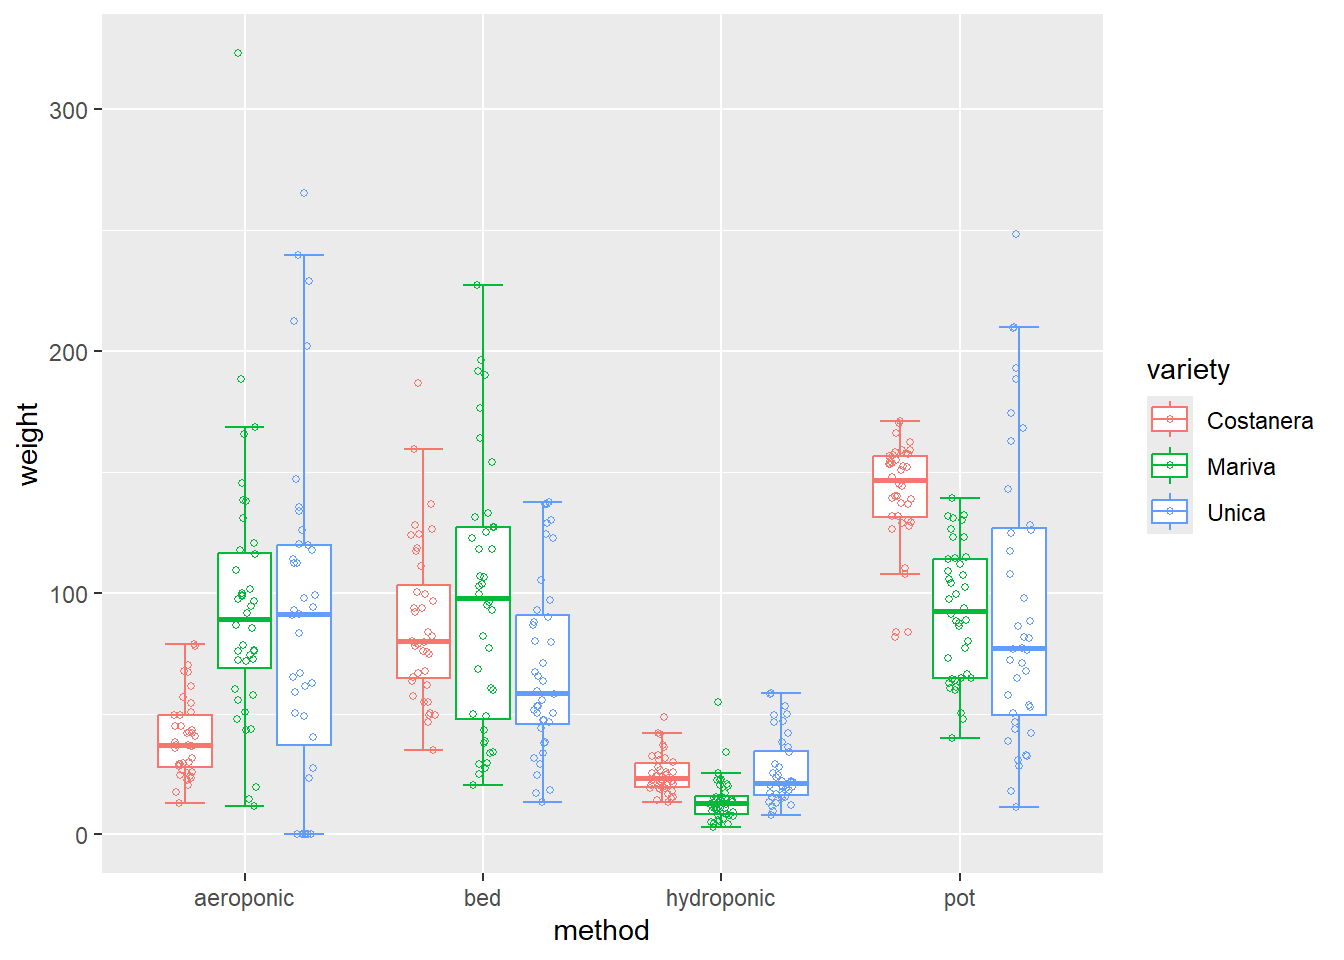 300
200
100
0
weight
aeroponic
bed
hydroponic
pot
method
variety
Costanera
Mariva
Unica